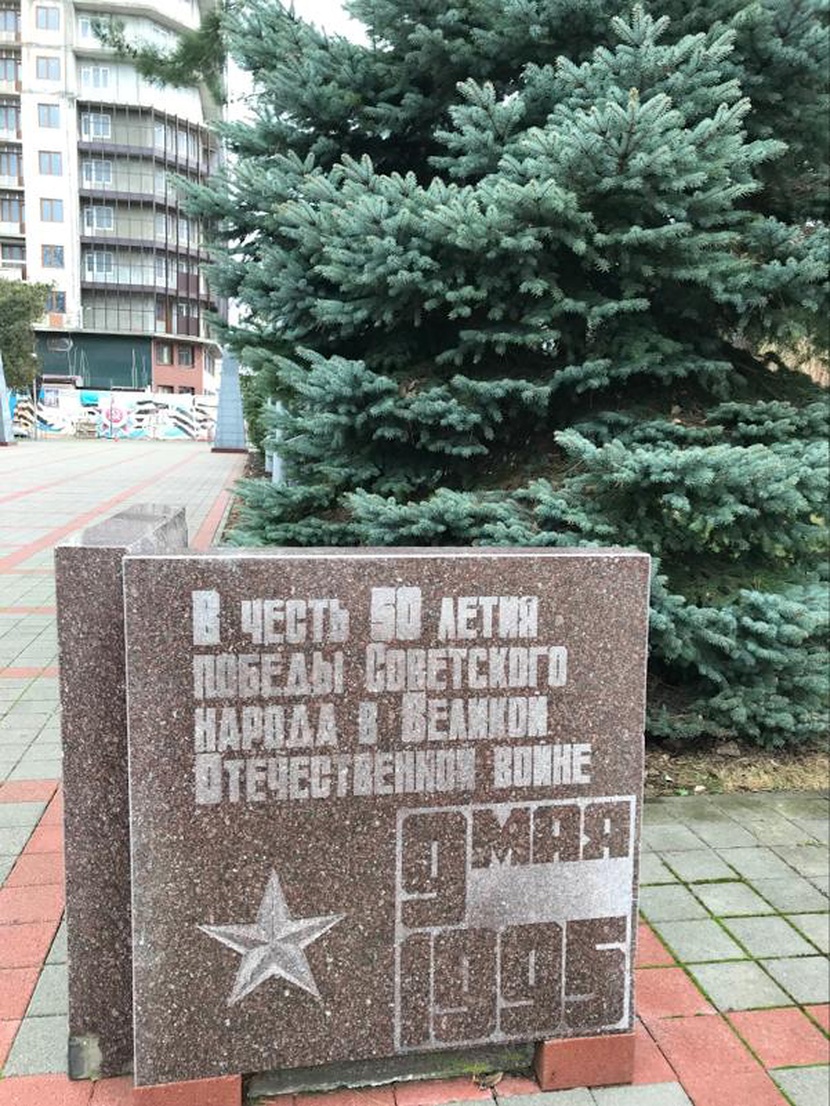 В честь 50 летия
победы Советского
народа в Великой
Отечественной войне
9 мая
1995